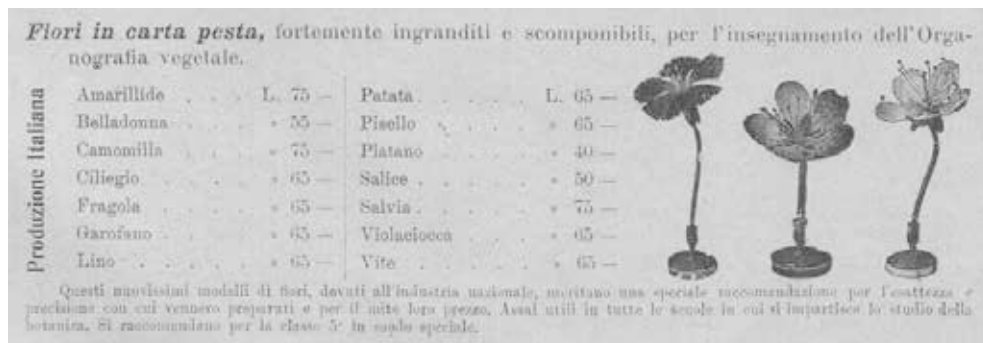 Fiori in carta pesta, fortemente ingranditi e scomponibili, per l'insegnamento dell'Orga-
nografia vegetale.
Produzione Italiana
Amarillide . . . . L. 75 —
Belladonna . . . . » 55 —
Camomilla . . . . » 75 —
Ciliegio . . . . » 65 —
Fragola . . . . » 65 —
Garofano . . . . » 65 —
Lino . . . . . » 65 —
Patata . . . . . L. 65 —
Pisello . . . . » 65 —
Platano . . . . » 40 —
Salice . . . . . » 50 —
Salvia . . . . . » 75 —
Violaciocca . . . » 65 —
Vite . . . . . » 65 —
Questi nuovissimi modelli di fiori, dovuti all'industria nazionale, meritano una speciale raccomandazione per l'esattezza e
precisione con cui vennero preparati e per il mite loro prezzo. Assai utili in tutte le scuole in cui s'impartisce lo studio della
botanica. Si raccomandano per la classe 5ª in modo speciale.